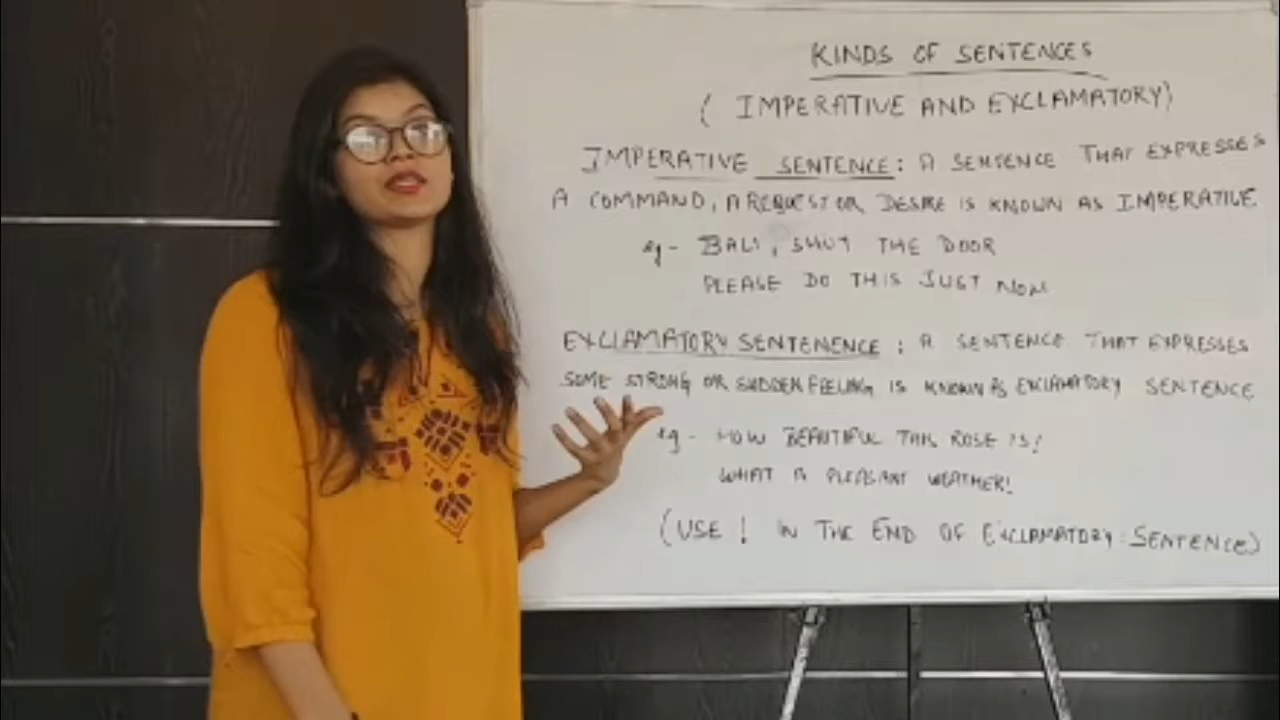 KINDS OF SENTENCES
( IMPERATIVE AND EXCLAMATORY)
IMPERATIVE SENTENCE : A SENTENCE THAT EXPRESSES
A COMMAND, A REQUEST OR DESIRE IS KNOWN AS IMPERATIVE
eg - BALI, SHUT THE DOOR
PLEASE DO THIS JUST NOW
EXCLAMATORY SENTENENCE : A SENTENCE THAT EXPRESSES
SOME STRONG OR SUDDEN FEELING IS KNOWN AS EXCLAMATORY SENTENCE
eg - HOW BEAUTIFUL THIS ROSE IS!
WHAT A PLEASANT WEATHER!
(USE ! IN THE END OF EXCLAMATORY SENTENCE)